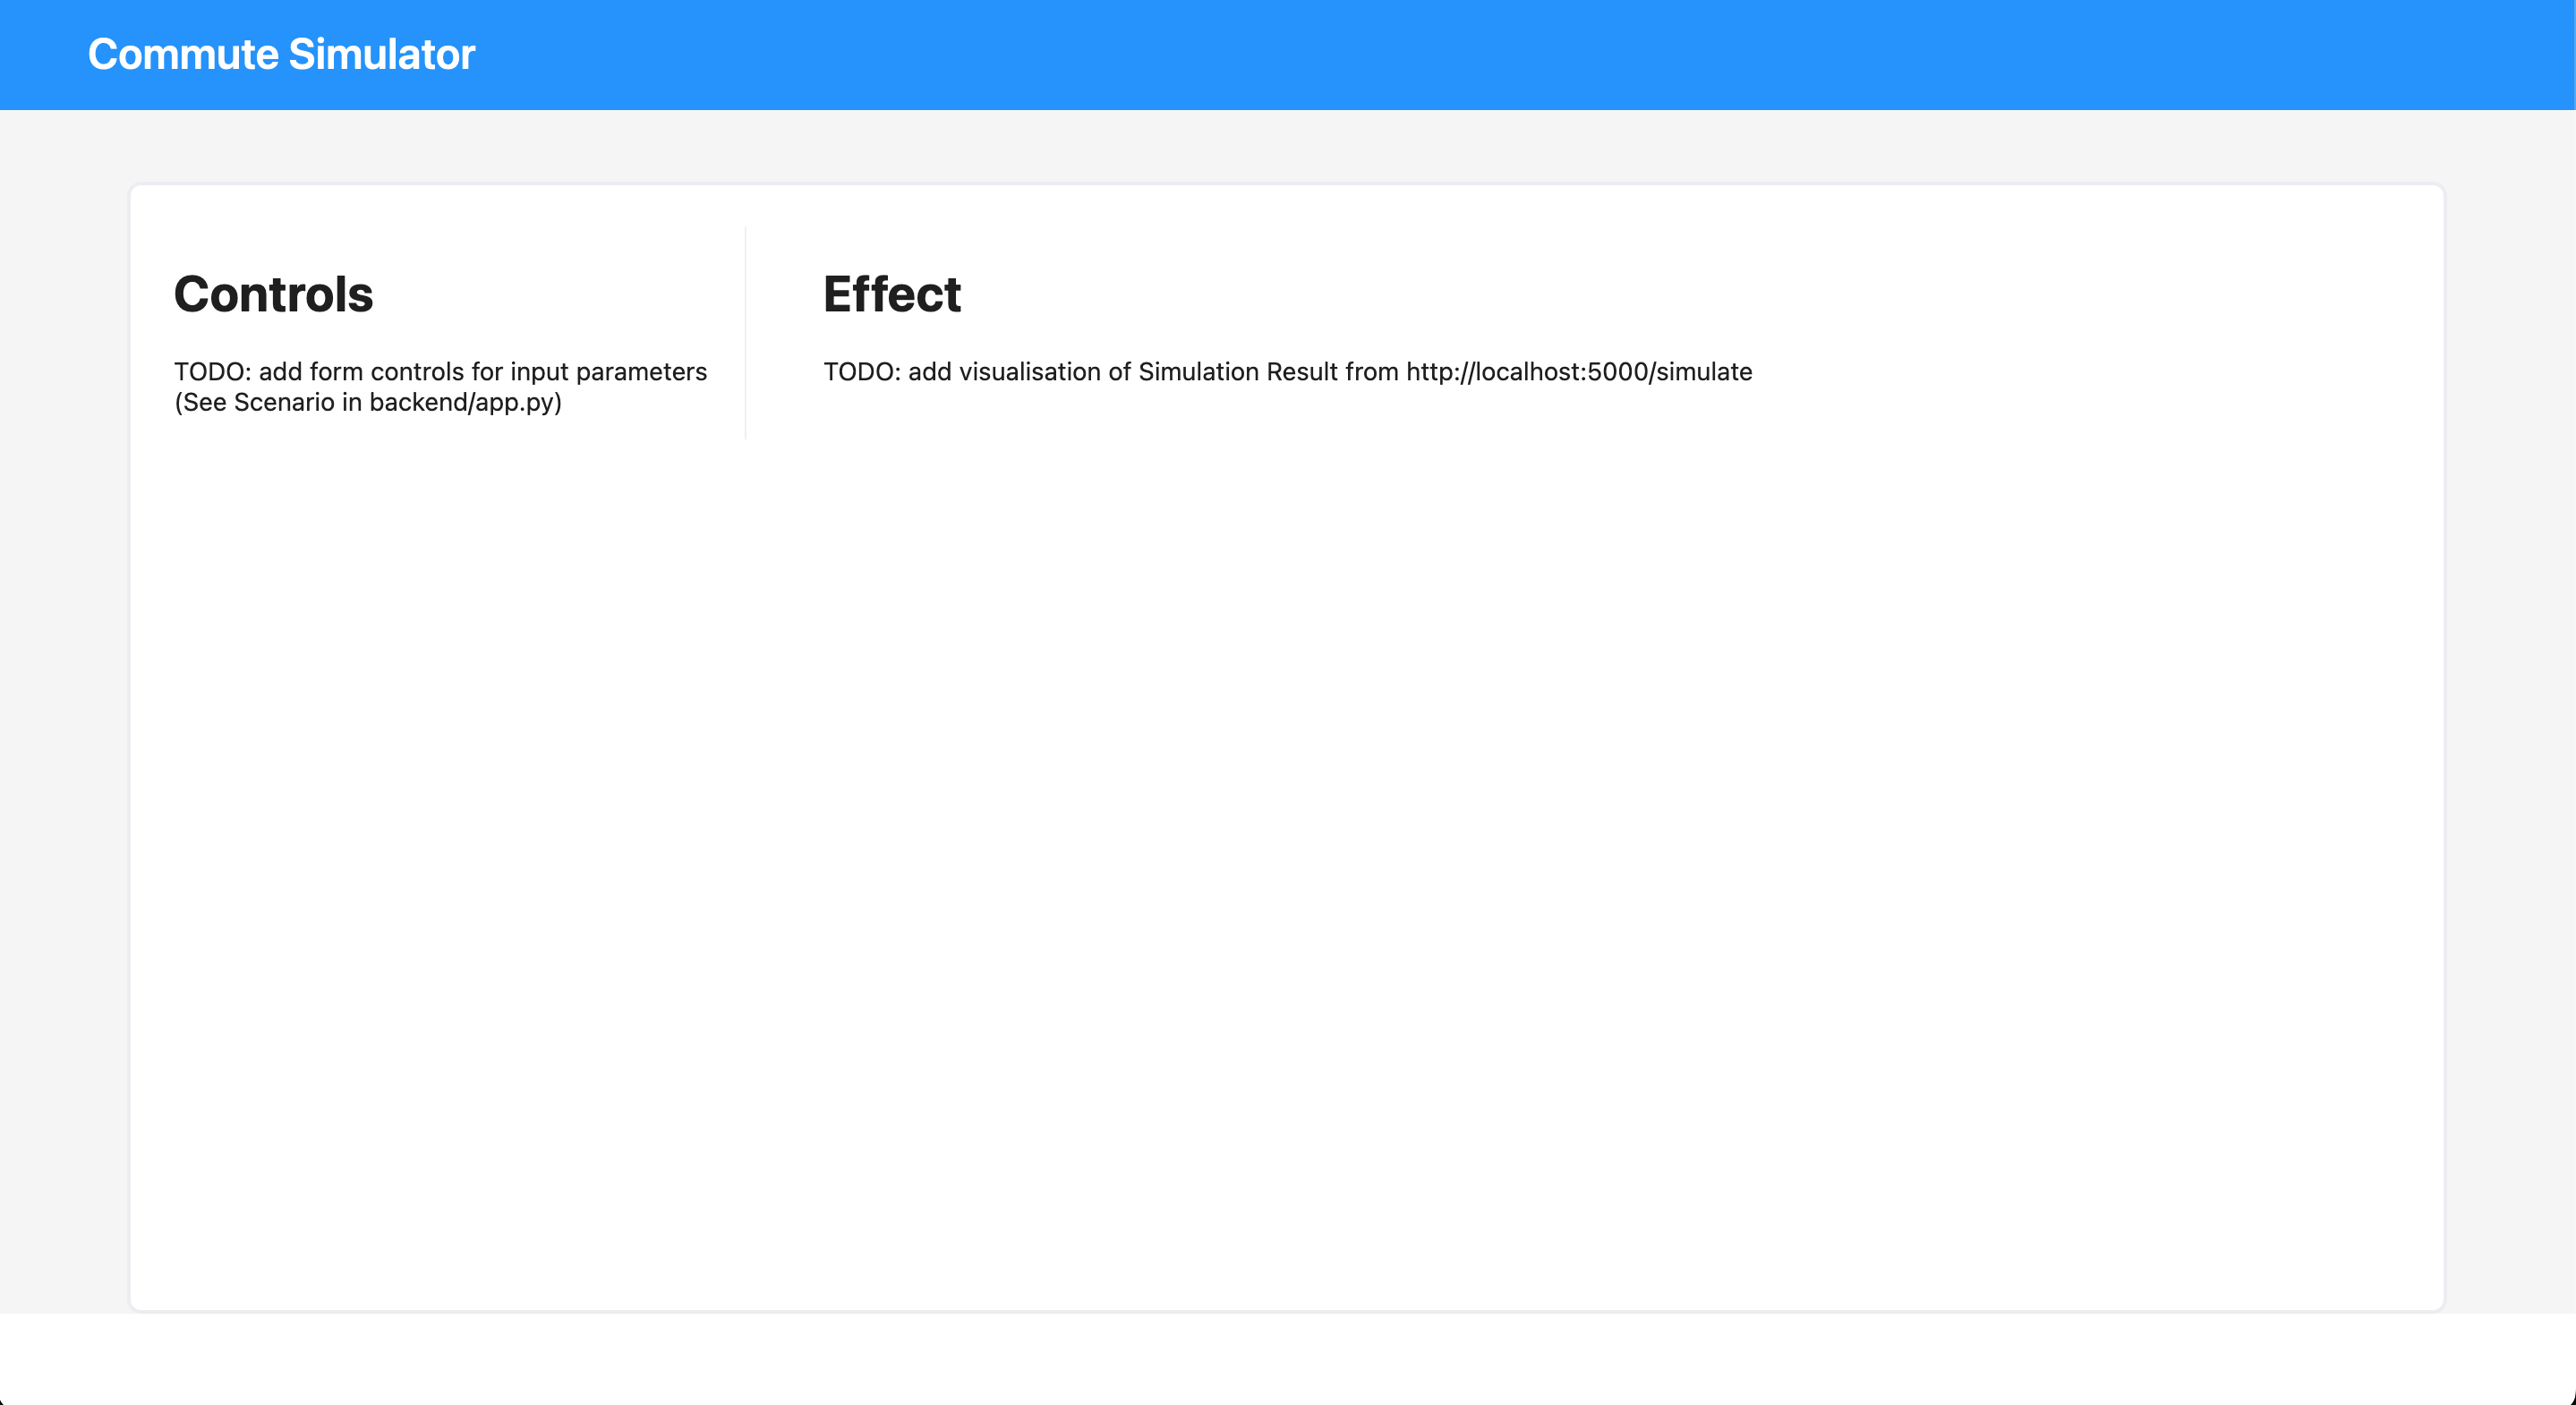 Commute Simulator
Controls
TODO: add form controls for input parameters
(See Scenario in backend/app.py)
Effect
TODO: add visualisation of Simulation Result from http://localhost:5000/simulate